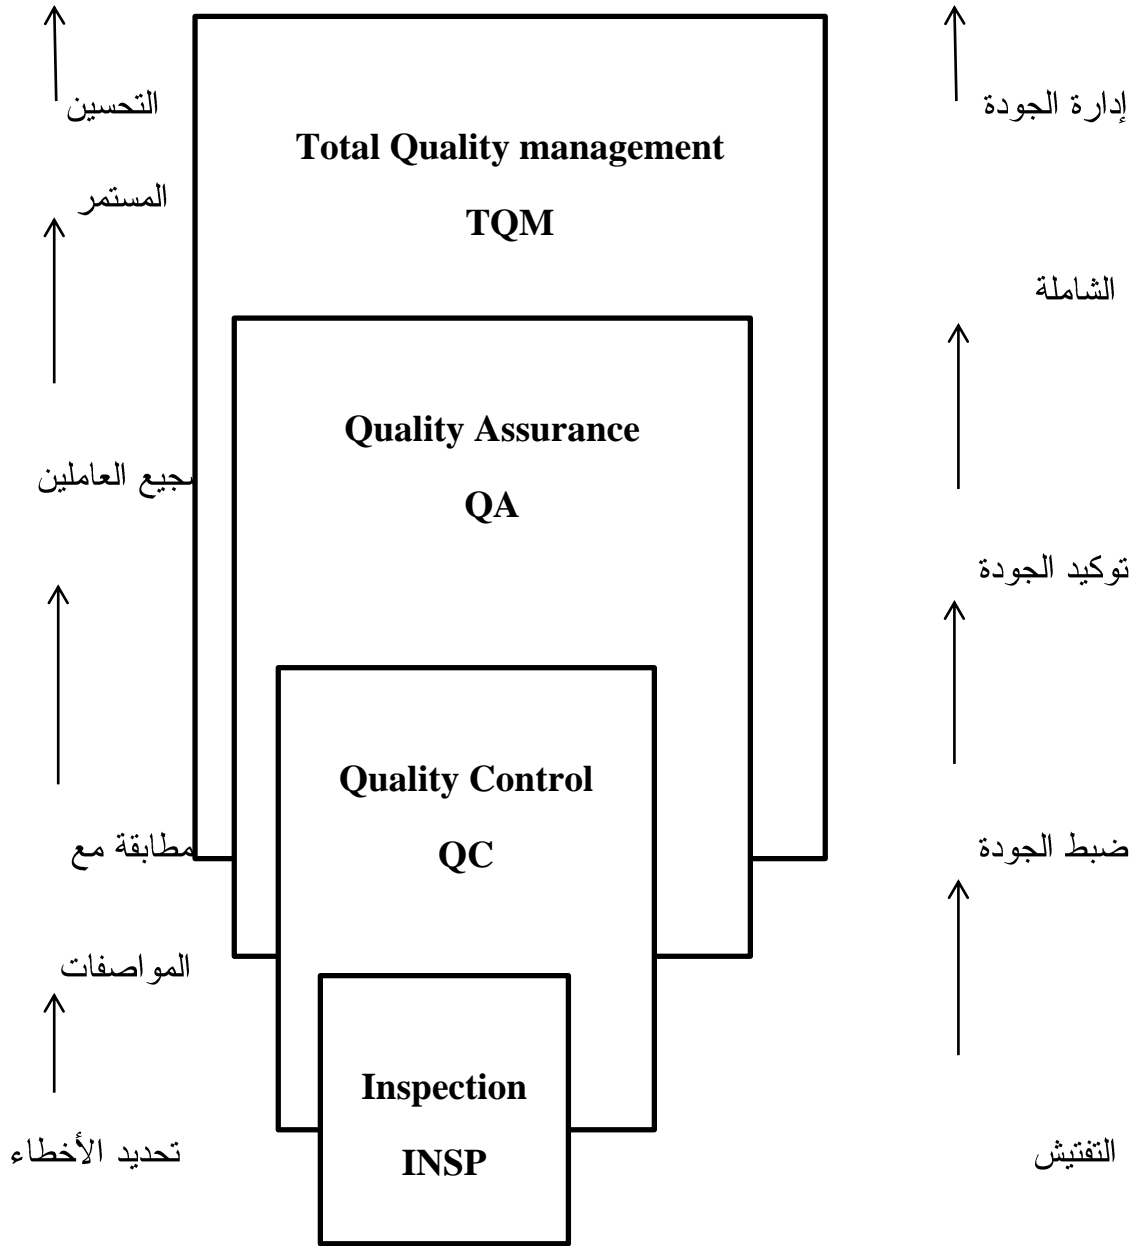 التحسين
إدارة الجودة
Total Quality management
المستمر
TQM
الشاملة
Quality Assurance
جيع العاملين
QA
توكيد الجودة
Quality Control
مطابقة مع
QC
ضبط الجودة
المواصفات
Inspection
تحديد الأخطاء
INSP
التفتيش